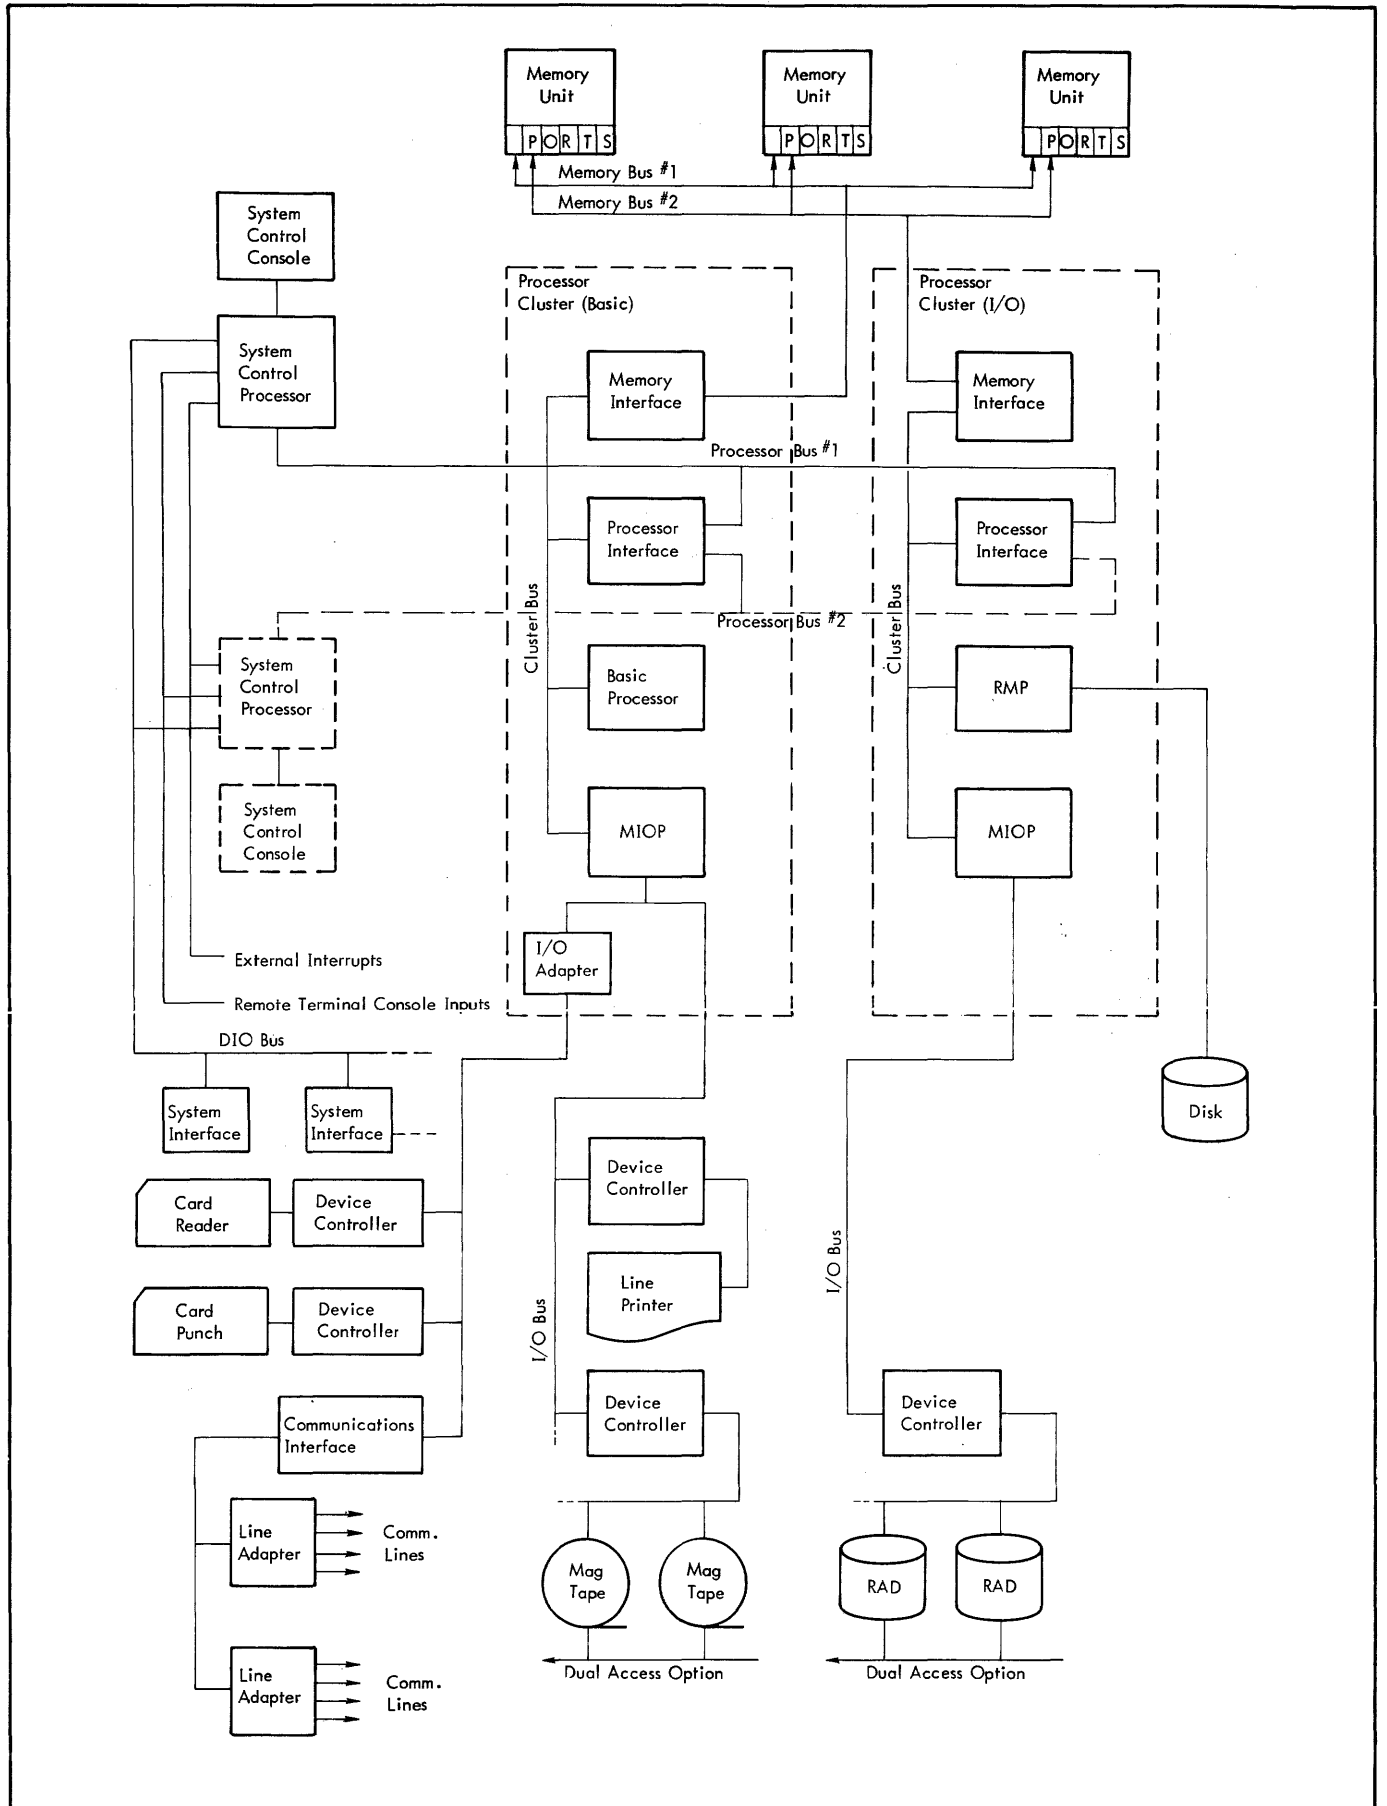 Memory
Unit
PORTS
Memory
Unit
PORTS
Memory
Unit
PORTS
Memory Bus #1
Memory Bus #2
System
Control
Console
Processor
Cluster (Basic)
Processor
Cluster (I/O)
System
Control
Processor
Memory
Interface
Memory
Interface
Processor Bus #1
Processor
Interface
Processor
Interface
Cluster Bus
Processor Bus #2
Cluster Bus
System
Control
Processor
Basic
Processor
RMP
System
Control
Console
MIOP
MIOP
I/O
Adapter
External Interrupts
Remote Terminal Console Inputs
DIO Bus
System
Interface
System
Interface
Disk
Card
Reader
Device
Controller
Device
Controller
I/O Bus
Line
Printer
I/O Bus
Card
Punch
Device
Controller
Device
Controller
Device
Controller
Communications
Interface
Line
Adapter
Comm.
Lines
Mag
Tape
Mag
Tape
RAD
RAD
Line
Adapter
Comm.
Lines
Dual Access Option
Dual Access Option